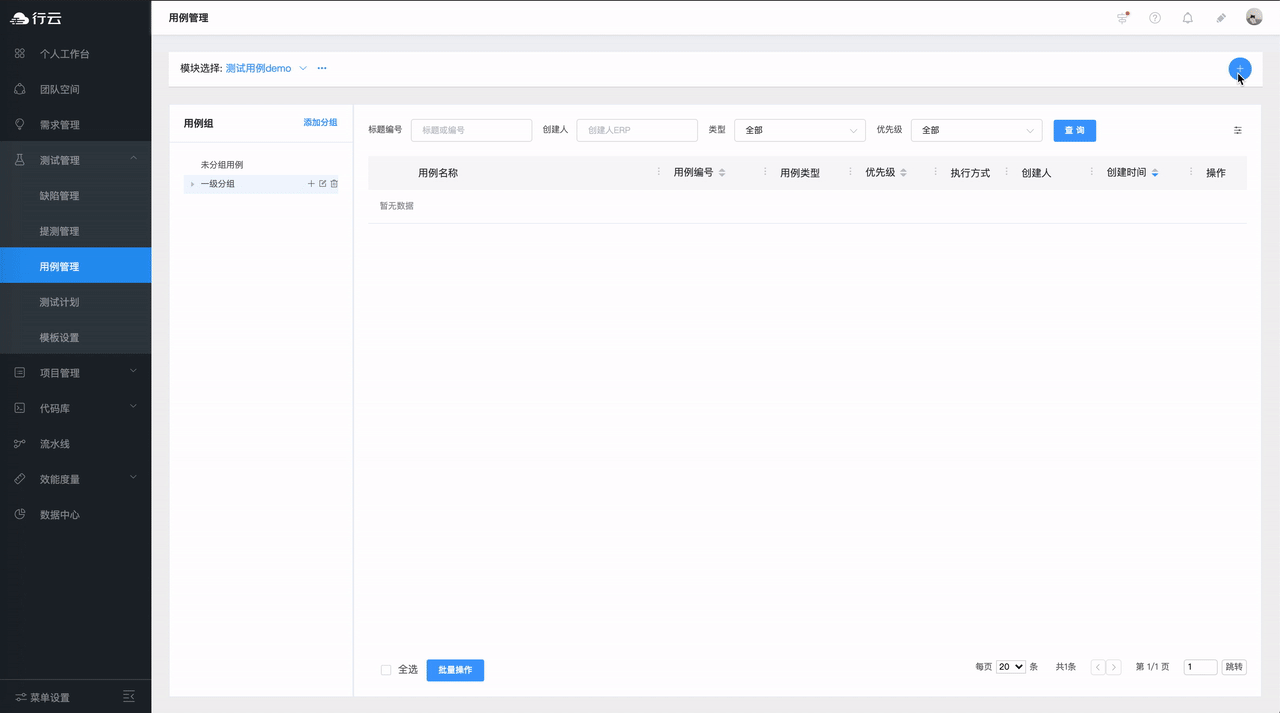 行云
用例管理
个人工作台
团队空间
需求管理
测试管理
缺陷管理
提测管理
用例管理
测试计划
模板设置
项目管理
代码库
流水线
效能度量
数据中心
菜单设置
模块选择: 测试用例demo
用例组 添加分组
未分组用例
一级分组
标题编号 标题或编号 创建人 创建人ERP 类型 全部 优先级 全部 查 询
用例名称 用例编号 用例类型 优先级 执行方式 创建人 创建时间 操作
暂无数据
全选 批量操作 每页 20 条 共1条 第 1/1 页 1 跳转